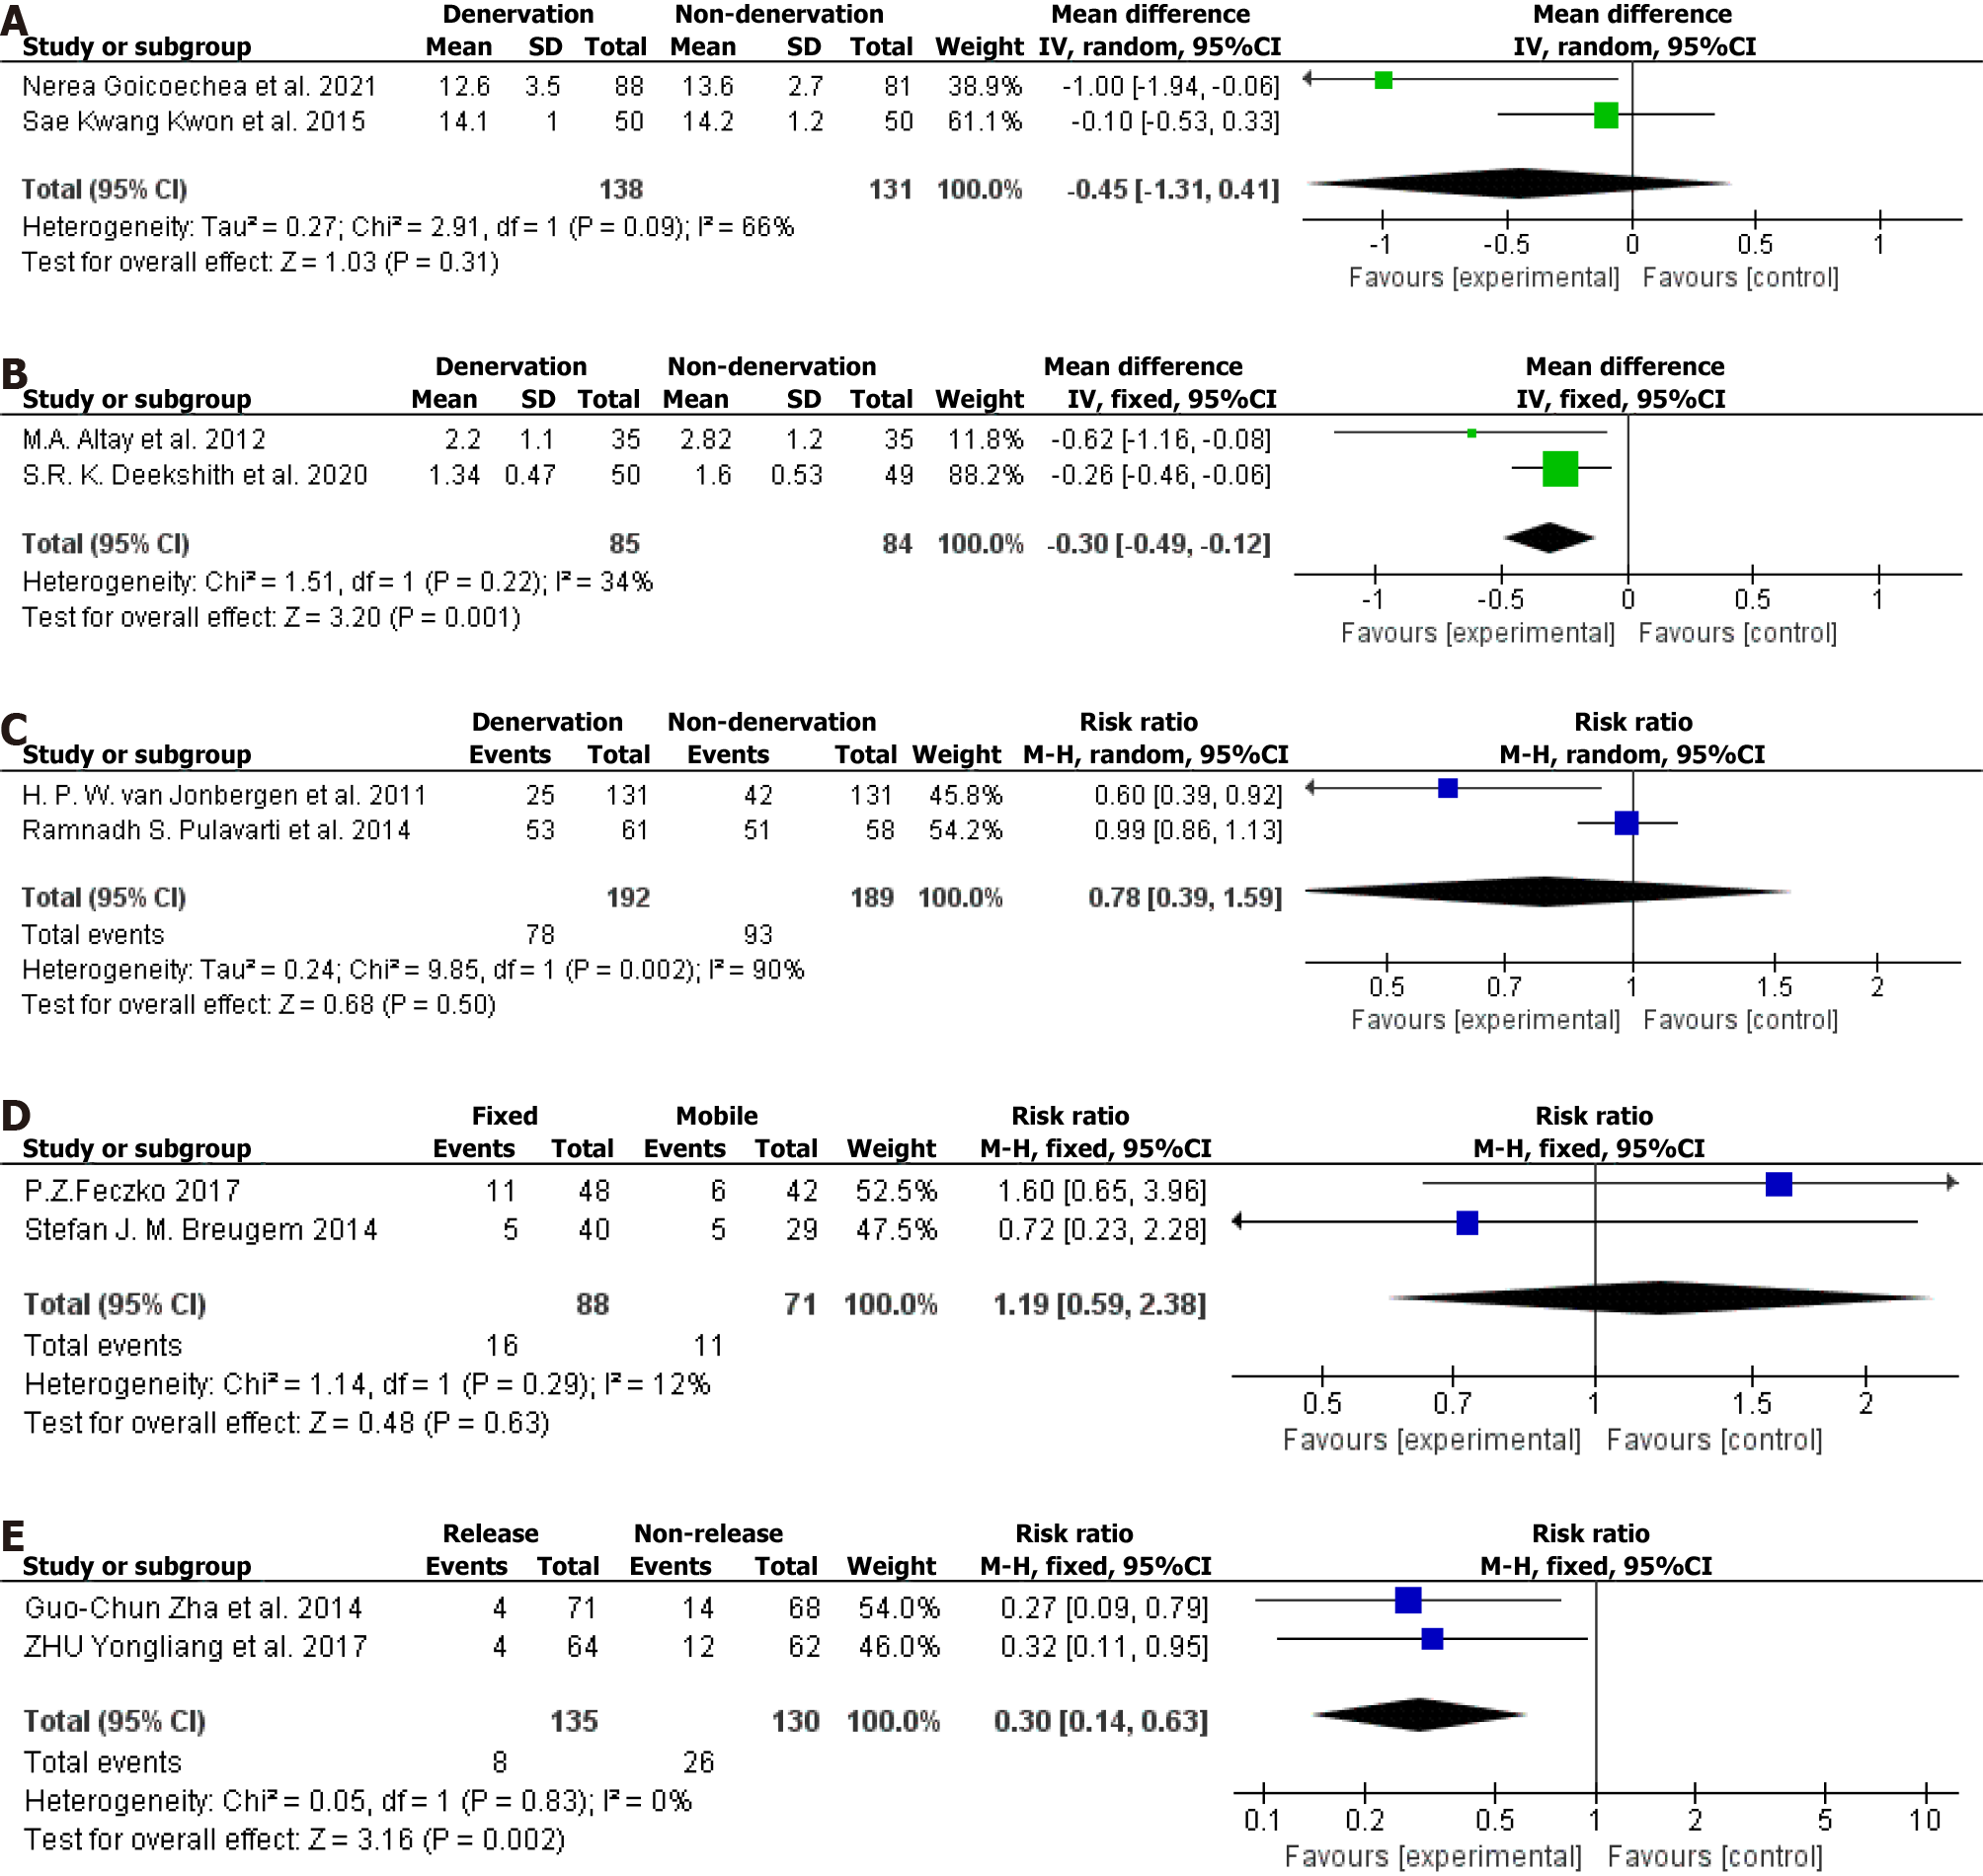 A
Denervation Non-denervation Mean difference Mean difference
Study or subgroup Mean SD Total Mean SD Total Weight IV, random, 95%CI IV, random, 95%CI
Nerea Goicoechea et al. 2021 12.6 3.5 88 13.6 2.7 81 38.9% -1.00 [-1.94, -0.06]
Sae Kwang Kwon et al. 2015 14.1 1 50 14.2 1.2 50 61.1% -0.10 [-0.53, 0.33]
Total (95% CI) 138 131 100.0% -0.45 [-1.31, 0.41]
Heterogeneity: Tau² = 0.27; Chi² = 2.91, df = 1 (P = 0.09); I² = 66%
Test for overall effect: Z = 1.03 (P = 0.31)
-1 -0.5 0 0.5 1
Favours [experimental] Favours [control]
B
Denervation Non-denervation Mean difference Mean difference
Study or subgroup Mean SD Total Mean SD Total Weight IV, fixed, 95%CI IV, fixed, 95%CI
M.A. Altay et al. 2012 2.2 1.1 35 2.82 1.2 35 11.8% -0.62 [-1.16, -0.08]
S.R. K. Deekshith et al. 2020 1.34 0.47 50 1.6 0.53 49 88.2% -0.26 [-0.46, -0.06]
Total (95% CI) 85 84 100.0% -0.30 [-0.49, -0.12]
Heterogeneity: Chi² = 1.51, df = 1 (P = 0.22); I² = 34%
Test for overall effect: Z = 3.20 (P = 0.001)
-1 -0.5 0 0.5 1
Favours [experimental] Favours [control]
C
Denervation Non-denervation Risk ratio Risk ratio
Study or subgroup Events Total Events Total Weight M-H, random, 95%CI M-H, random, 95%CI
H. P. W. van Jonbergen et al. 2011 25 131 42 131 45.8% 0.60 [0.39, 0.92]
Ramnadh S. Pulavarti et al. 2014 53 61 51 58 54.2% 0.99 [0.86, 1.13]
Total (95% CI) 192 189 100.0% 0.78 [0.39, 1.59]
Total events 78 93
Heterogeneity: Tau² = 0.24; Chi² = 9.85, df = 1 (P = 0.002); I² = 90%
Test for overall effect: Z = 0.68 (P = 0.50)
0.5 0.7 1 1.5 2
Favours [experimental] Favours [control]
D
Fixed Mobile Risk ratio Risk ratio
Study or subgroup Events Total Events Total Weight M-H, fixed, 95%CI M-H, fixed, 95%CI
P.Z.Feczko 2017 11 48 6 42 52.5% 1.60 [0.65, 3.96]
Stefan J. M. Breugem 2014 5 40 5 29 47.5% 0.72 [0.23, 2.28]
Total (95% CI) 88 71 100.0% 1.19 [0.59, 2.38]
Total events 16 11
Heterogeneity: Chi² = 1.14, df = 1 (P = 0.29); I² = 12%
Test for overall effect: Z = 0.48 (P = 0.63)
0.5 0.7 1 1.5 2
Favours [experimental] Favours [control]
E
Release Non-release Risk ratio Risk ratio
Study or subgroup Events Total Events Total Weight M-H, fixed, 95%CI M-H, fixed, 95%CI
Guo-Chun Zha et al. 2014 4 71 14 68 54.0% 0.27 [0.09, 0.79]
ZHU Yongliang et al. 2017 4 64 12 62 46.0% 0.32 [0.11, 0.95]
Total (95% CI) 135 130 100.0% 0.30 [0.14, 0.63]
Total events 8 26
Heterogeneity: Chi² = 0.05, df = 1 (P = 0.83); I² = 0%
Test for overall effect: Z = 3.16 (P = 0.002)
0.1 0.2 0.5 1 2 5 10
Favours [experimental] Favours [control]